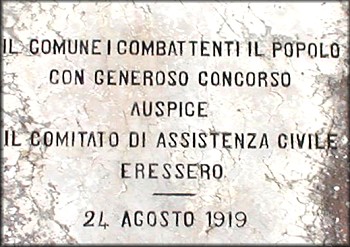 IL COMUNE I COMBATTENTI IL POPOLO
CON GENEROSO CONCORSO
AUSPICE
IL COMITATO DI ASSISTENZA CIVILE
ERESSERO
24 AGOSTO 1919